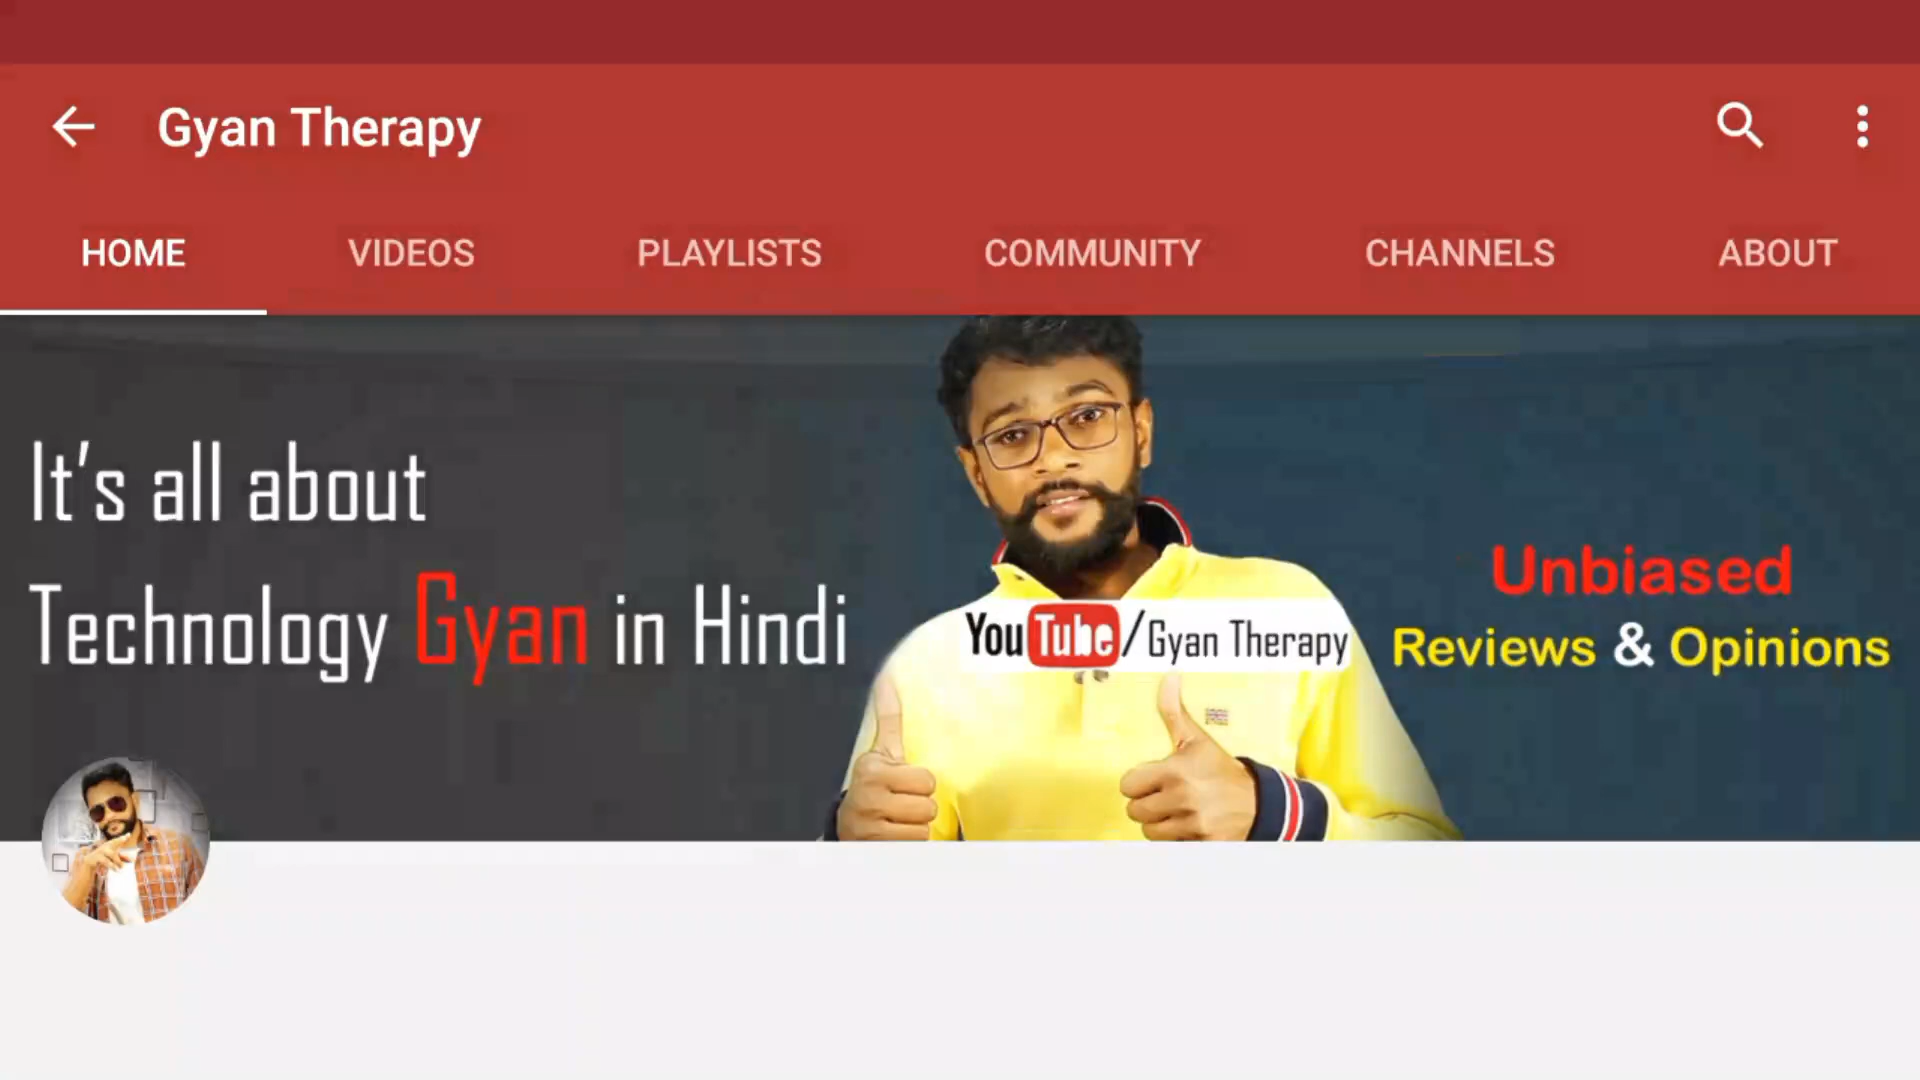 Gyan Therapy
HOME VIDEOS PLAYLISTS COMMUNITY CHANNELS ABOUT
It's all about
Technology Gyan in Hindi
YouTube/Gyan Therapy
Unbiased
Reviews & Opinions